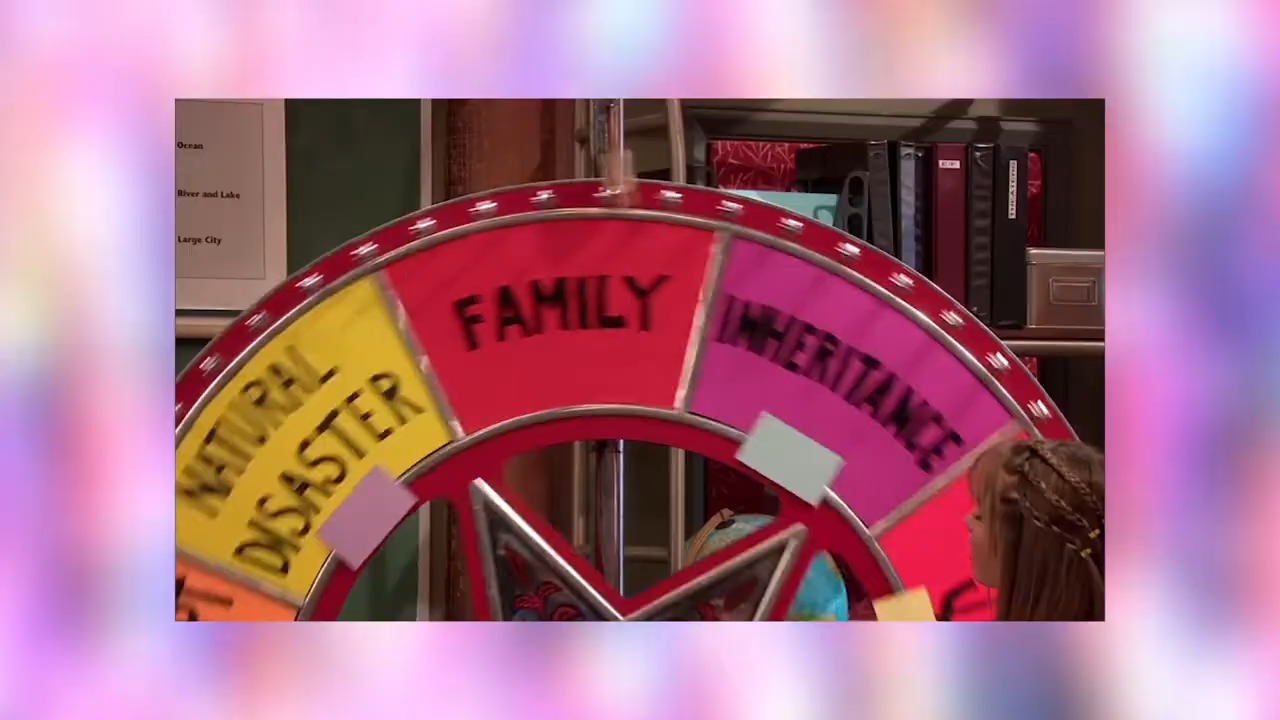 Ocean
River and Lake
Large City
FAMILY
INHERITANCE
NATURAL
DISASTER